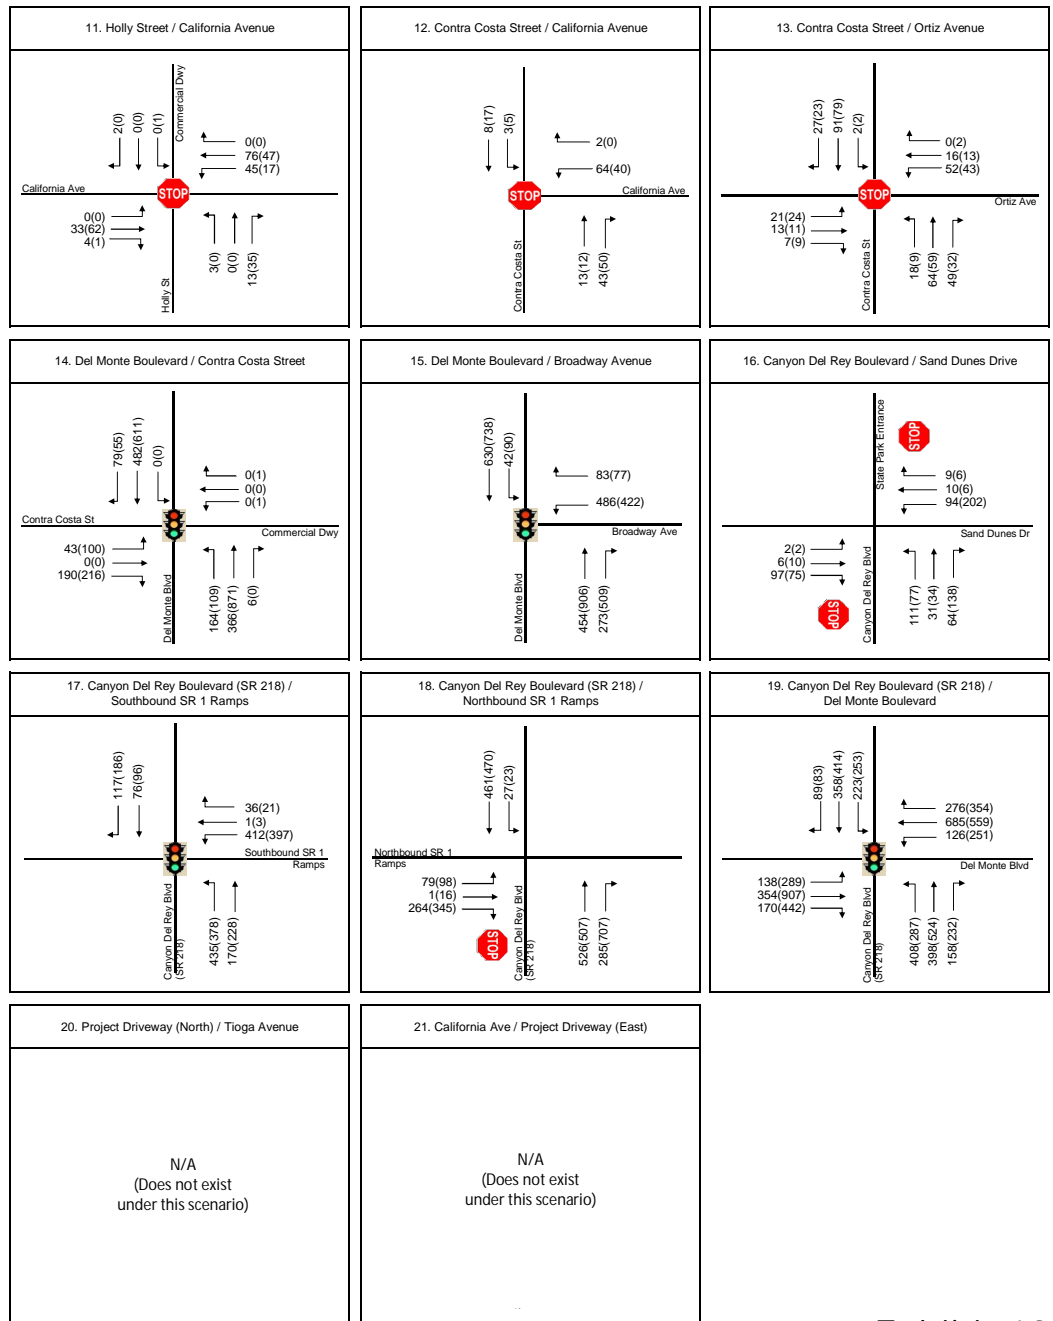 11. Holly Street / California Avenue
2(0)
0(0)
0(1)
Commercial Dwy
0(0)
76(47)
45(17)
California Ave
STOP
0(0)
33(62)
4(1)
3(0)
0(0)
13(35)
Holly St
12. Contra Costa Street / California Avenue
8(17)
3(5)
2(0)
64(40)
STOP
California Ave
13(12)
43(50)
Contra Costa St
13. Contra Costa Street / Ortiz Avenue
27(23)
91(79)
2(2)
0(2)
16(13)
52(43)
STOP
Ortiz Ave
21(24)
13(11)
7(9)
18(9)
64(59)
49(32)
Contra Costa St
14. Del Monte Boulevard / Contra Costa Street
79(55)
482(611)
0(0)
0(1)
0(0)
0(1)
Contra Costa St
Commercial Dwy
43(100)
0(0)
190(216)
164(109)
366(871)
6(0)
Del Monte Blvd
15. Del Monte Boulevard / Broadway Avenue
630(738)
42(90)
83(77)
486(422)
Broadway Ave
454(906)
273(509)
Del Monte Blvd
16. Canyon Del Rey Boulevard / Sand Dunes Drive
State Park Entrance
STOP
9(6)
10(6)
94(202)
Sand Dunes Dr
2(2)
6(10)
97(75)
STOP
111(77)
31(34)
64(138)
Canyon Del Rey Blvd
17. Canyon Del Rey Boulevard (SR 218) /
Southbound SR 1 Ramps
117(186)
76(96)
36(21)
1(3)
412(397)
Southbound SR 1
Ramps
435(378)
170(228)
Canyon Del Rey Blvd
(SR 218)
18. Canyon Del Rey Boulevard (SR 218) /
Northbound SR 1 Ramps
461(470)
27(23)
Northbound SR 1
Ramps
79(98)
1(16)
264(345)
STOP
526(507)
285(707)
Canyon Del Rey Blvd
(SR 218)
19. Canyon Del Rey Boulevard (SR 218) /
Del Monte Boulevard
89(83)
358(414)
223(253)
276(354)
685(559)
126(251)
Del Monte Blvd
138(289)
354(907)
170(442)
408(287)
398(524)
158(232)
Canyon Del Rey Blvd
(SR 218)
20. Project Driveway (North) / Tioga Avenue
N/A
(Does not exist
under this scenario)
21. California Ave / Project Driveway (East)
N/A
(Does not exist
under this scenario)